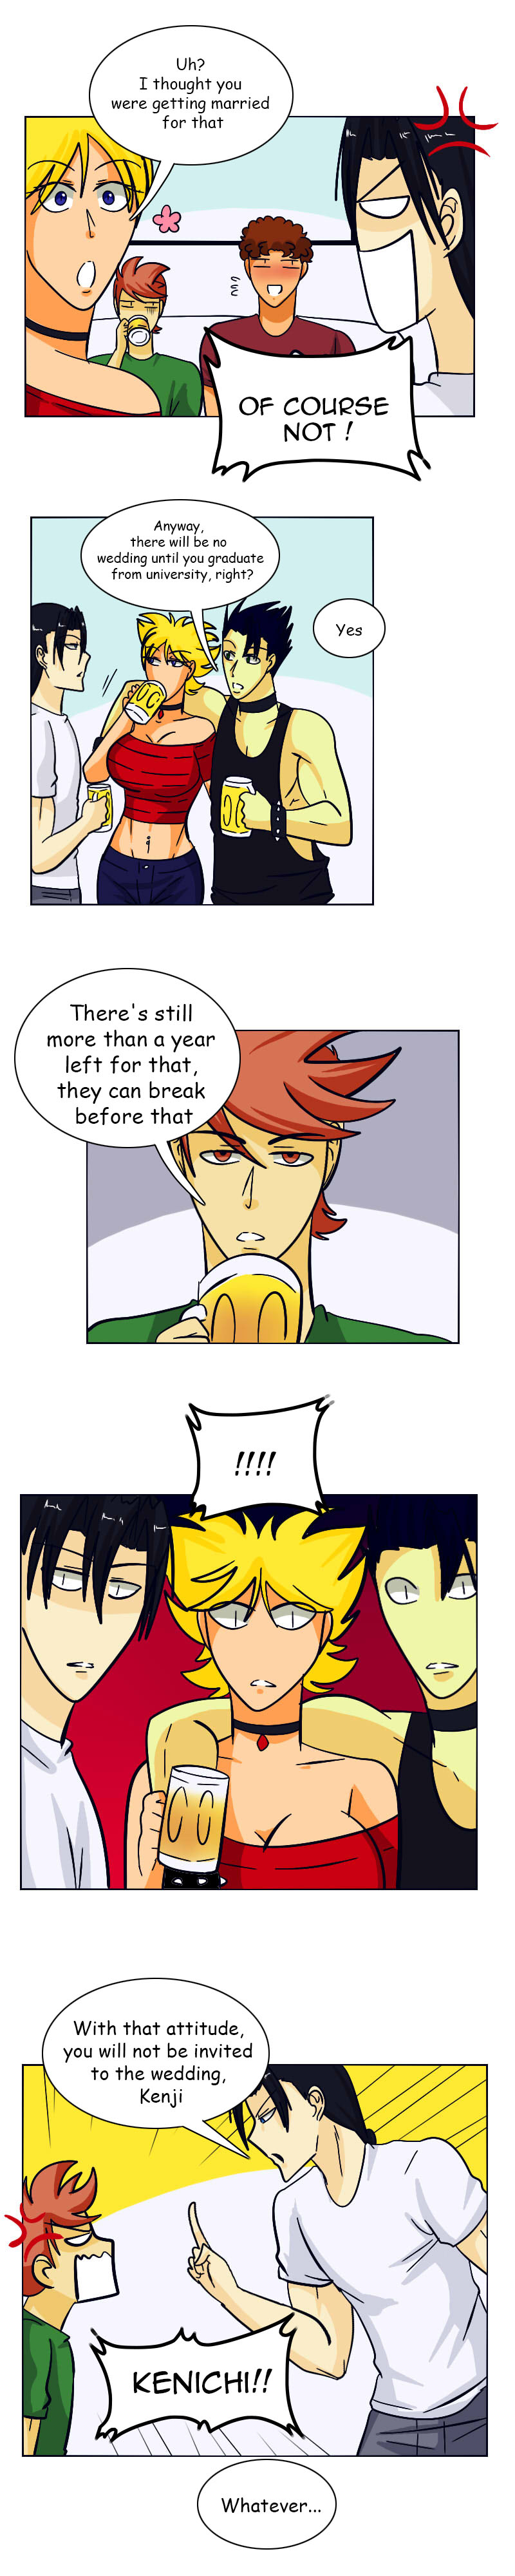 Uh?
I thought you
were getting married
for that
OF COURSE
NOT !
Anyway,
there will be no
wedding until you graduate
from university, right?
Yes
There's still
more than a year
left for that,
they can break
before that
!!!!
With that attitude,
you will not be invited
to the wedding,
Kenji
KENICHI!!
Whatever...